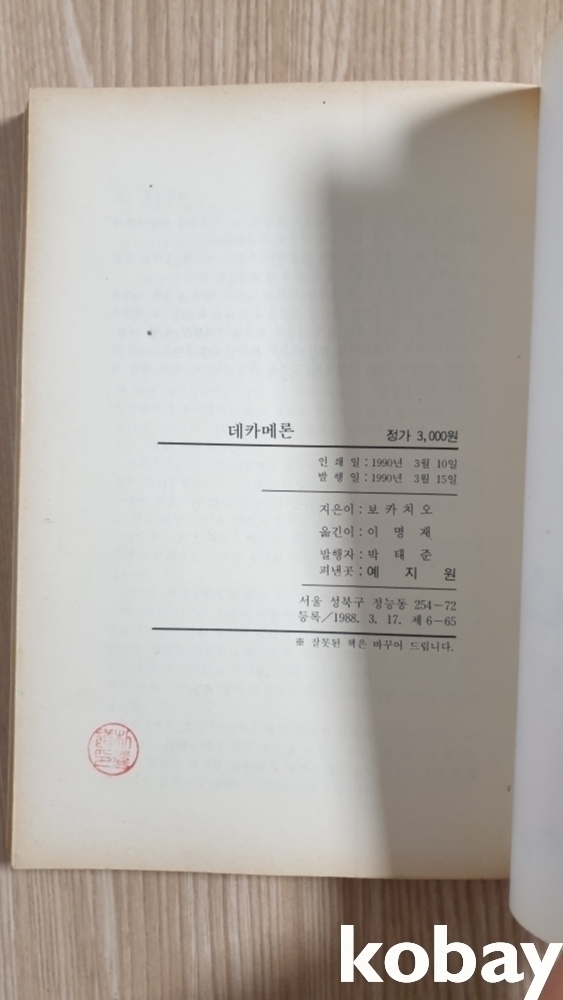 데카메론 정가 3,000원
인 쇄 일 : 1990년 3월 10일
발 행 일 : 1990년 3월 15일
지은이 : 보 카 치 오
옮긴이 : 이 명 재
발행자 : 박 태 준
펴낸곳 : 예 지 원
서울 성북구 정능동 254-72
등록/1988. 3. 17. 제 6-65
※ 잘못된 책은 바꾸어 드립니다.
kobay